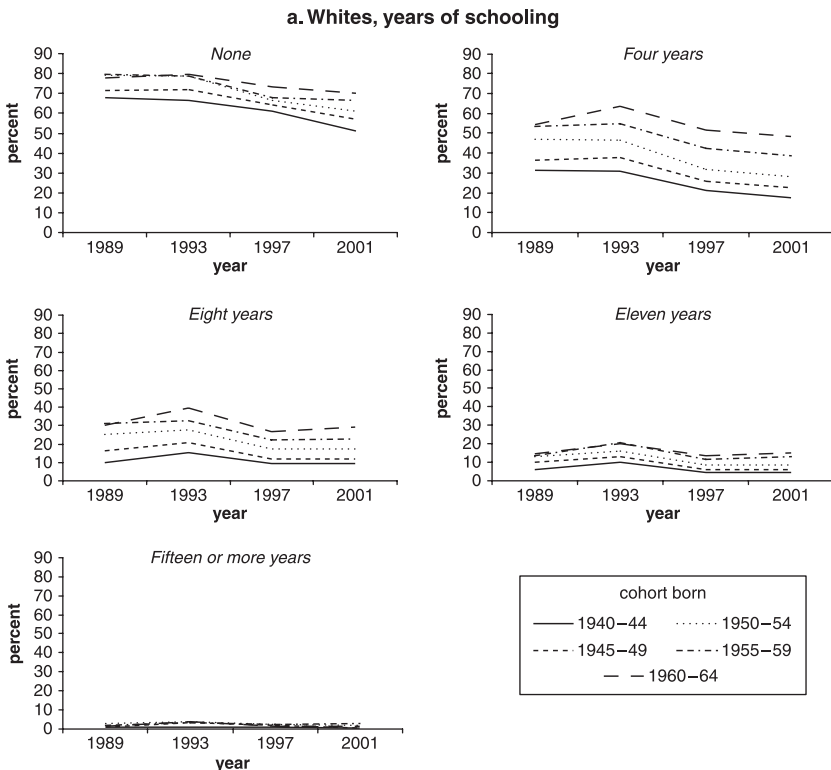 a. Whites, years of schooling
None
90
80
70
60
50
40
30
20
10
0
percent
1989 1993 1997 2001
year
Four years
90
80
70
60
50
40
30
20
10
0
percent
1989 1993 1997 2001
year
Eight years
90
80
70
60
50
40
30
20
10
0
percent
1989 1993 1997 2001
year
Eleven years
90
80
70
60
50
40
30
20
10
0
percent
1989 1993 1997 2001
year
Fifteen or more years
90
80
70
60
50
40
30
20
10
0
percent
1989 1993 1997 2001
year
cohort born
1940–44 1950–54
1945–49 1955–59
1960–64